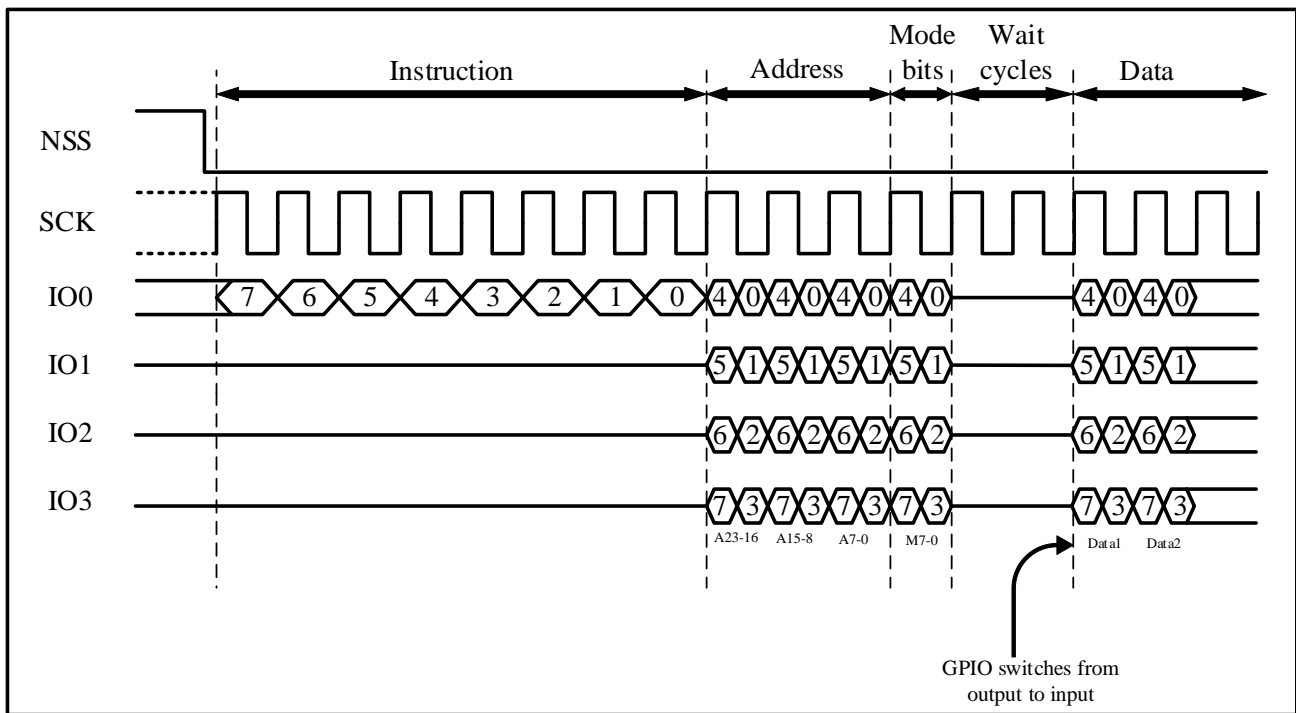 Instruction
Address
Mode
bits
Wait
cycles
Data
NSS
SCK
IO0
7 6 5 4 3 2 1 0 4 0 4 0 4 0 4 0 4 0 4 0
IO1
5 1 5 1 5 1 5 1 5 1 5 1
IO2
6 2 6 2 6 2 6 2 6 2 6 2
IO3
7 3 7 3 7 3 7 3 7 3 7 3
A23-16 A15-8 A7-0 M7-0 Data1 Data2
GPIO switches from
output to input